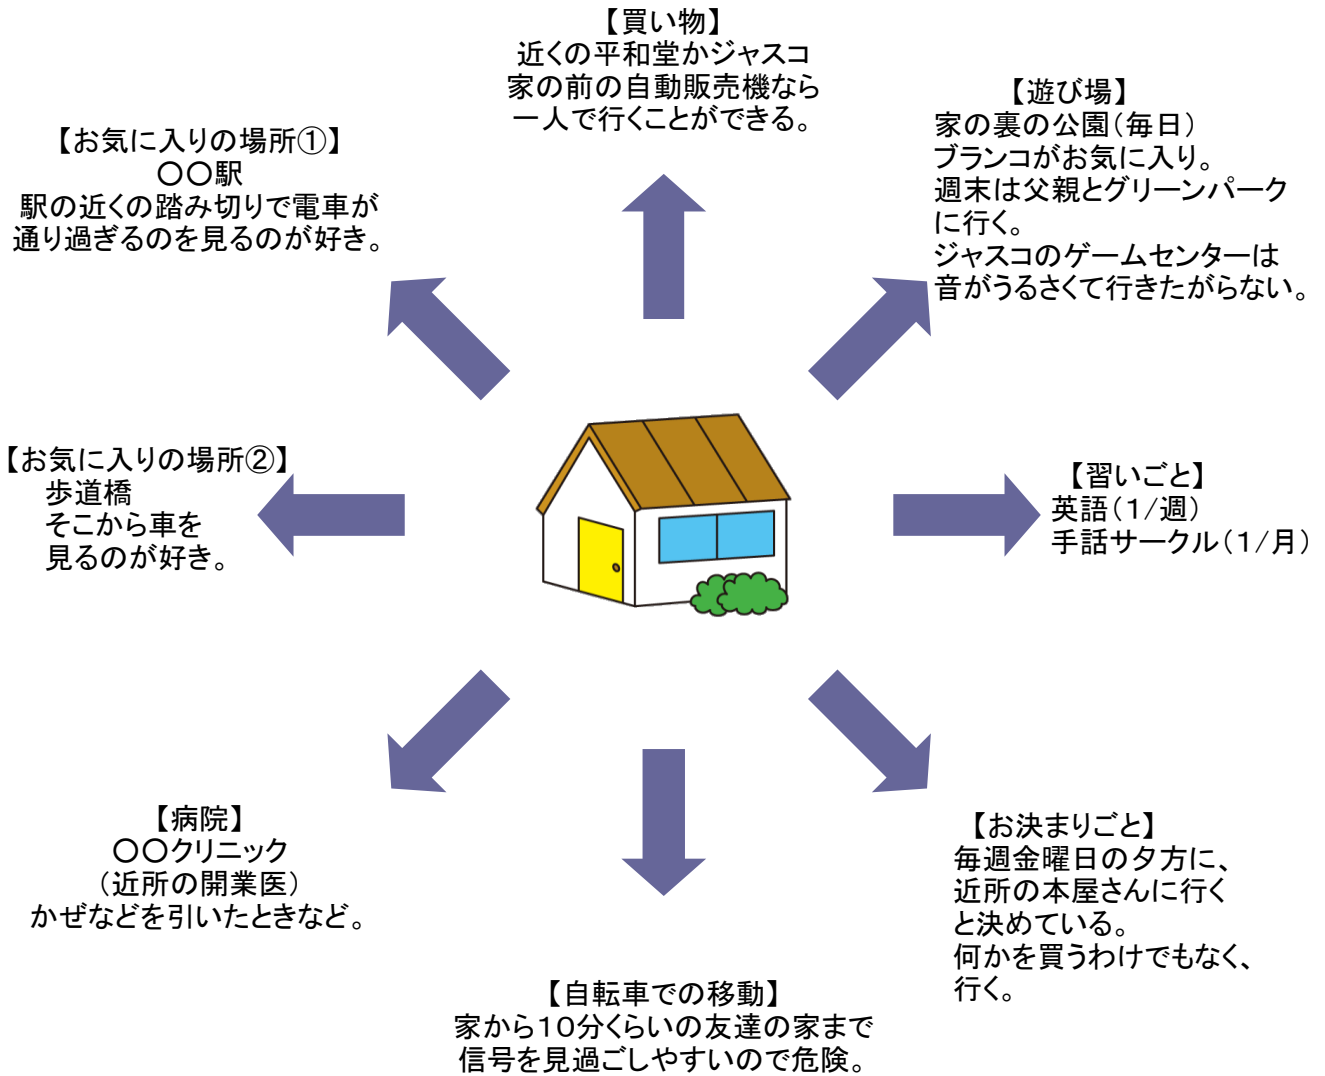 【買い物】
近くの平和堂かジャスコ
家の前の自動販売機なら
一人で行くことができる。
【遊び場】
家の裏の公園(毎日)
ブランコがお気に入り。
週末は父親とグリーンパーク
に行く。
ジャスコのゲームセンターは
音がうるさくて行きたがらない。
【お気に入りの場所①】
〇〇駅
駅の近くの踏み切りで電車が
通り過ぎるのを見るのが好き。
【お気に入りの場所②】
歩道橋
そこから車を
見るのが好き。
【習いごと】
英語(1/週)
手話サークル(1/月)
【病院】
〇〇クリニック
(近所の開業医)
かぜなどを引いたときなど。
【お決まりごと】
毎週金曜日の夕方に、
近所の本屋さんに行く
と決めている。
何かを買うわけでもなく、
行く。
【自転車での移動】
家から10分くらいの友達の家まで
信号を見過ごしやすいので危険。